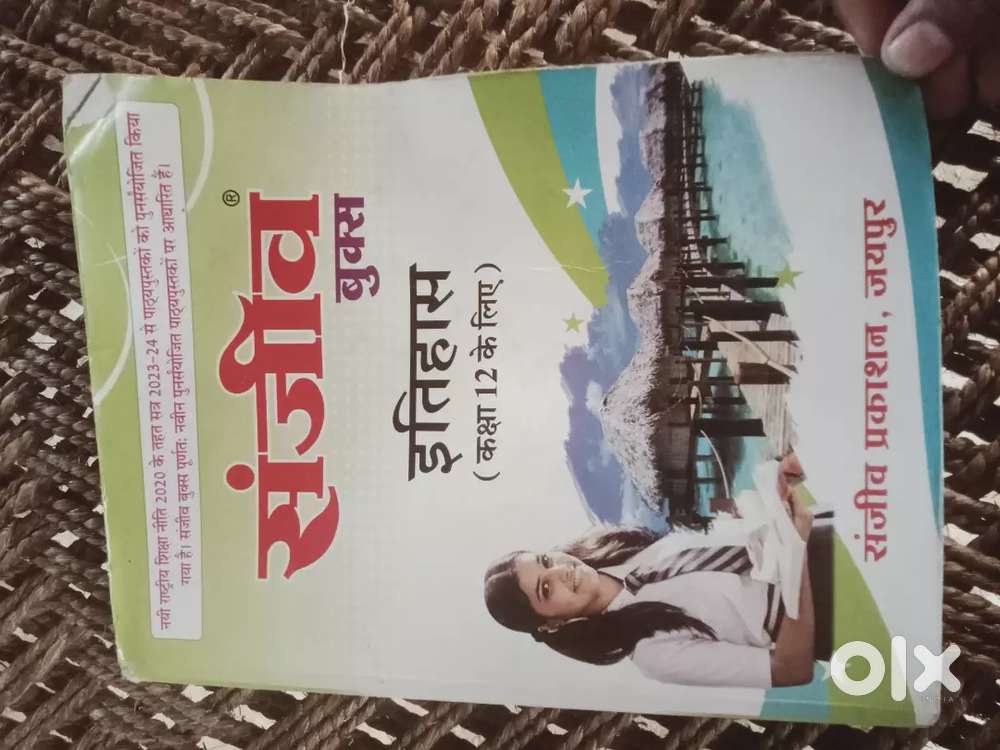 नयी राष्ट्रीय शिक्षा नीति 2020 के तहत सत्र 2023-24 से पाठ्यपुस्तकों को पुनर्संयोजित किया
गया है। संजीव बुक्स पूर्णतः नवीन पुनर्संयोजित पाठ्यपुस्तकों पर आधारित हैं।
संजीव®
बुक्स
इतिहास
( कक्षा 12 के लिए )
संजीव प्रकाशन, जयपुर
olx
INDIA